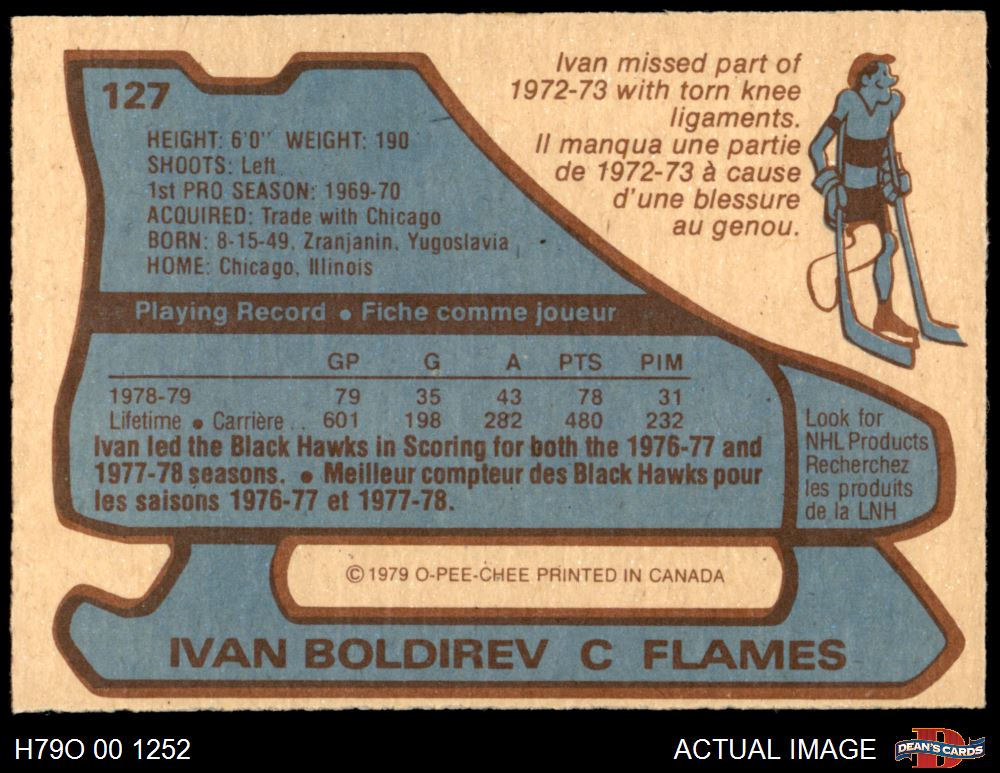 127
HEIGHT: 6'0" WEIGHT: 190
SHOOTS: Left
1st PRO SEASON: 1969-70
ACQUIRED: Trade with Chicago
BORN: 8-15-49, Zranjanin, Yugoslavia
HOME: Chicago, Illinois
Ivan missed part of
1972-73 with torn knee
ligaments.
Il manqua une partie
de 1972-73 à cause
d'une blessure
au genou.
Playing Record • Fiche comme joueur
GP G A PTS PIM
1978-79 79 35 43 78 31
Lifetime • Carrière .. 601 198 282 480 232
Ivan led the Black Hawks in Scoring for both the 1976-77 and
1977-78 seasons. • Meilleur compteur des Black Hawks pour
les saisons 1976-77 et 1977-78.
Look for
NHL Products
Recherchez
les produits
de la LNH
© 1979 O-PEE-CHEE PRINTED IN CANADA
IVAN BOLDIREV C FLAMES
H79O 00 1252
ACTUAL IMAGE
D
DEAN'S CARDS